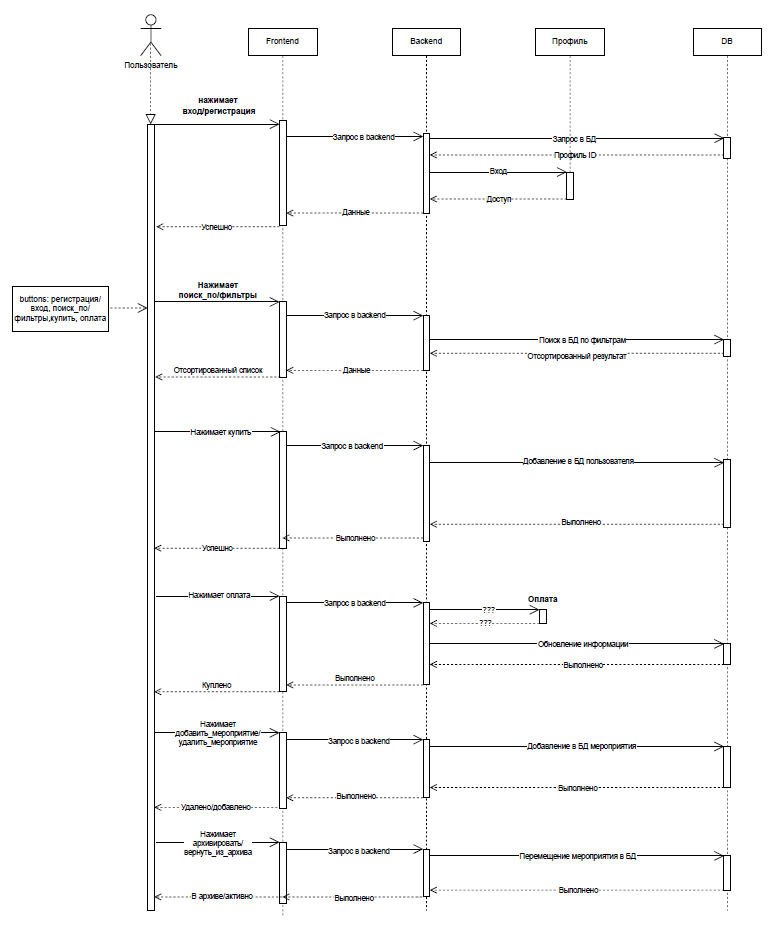 Frontend
Backend
Профиль
DB
Пользователь
нажимает
вход/регистрация
Запрос в backend
Запрос в БД
Профиль ID
Вход
Доступ
Данные
Успешно
buttons: регистрация/
вход, поиск_по/
фильтры,купить, оплата
Нажимает
поиск_по/фильтры
Запрос в backend
Поиск в БД по фильтрам
Отсортированный результат
Отсортированный список
Данные
Нажимает купить
Запрос в backend
Добавление в БД пользователя
Выполнено
Выполнено
Успешно
Нажимает оплата
Запрос в backend
Оплата
???
???
Обновление информации
Выполнено
Выполнено
Куплено
Нажимает
добавить_мероприятие/
удалить_мероприятие
Запрос в backend
Добавление в БД мероприятия
Выполнено
Выполнено
Удалено/добавлено
Нажимает
архивировать/
вернуть_из_архива
Запрос в backend
Перемещение мероприятия в БД
Выполнено
Выполнено
В архиве/активно